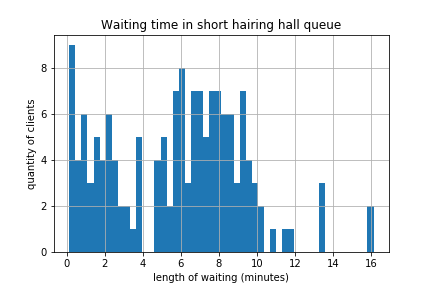 Waiting time in short hairing hall queue
quantity of clients
8
6
4
2
0
0 2 4 6 8 10 12 14 16
length of waiting (minutes)